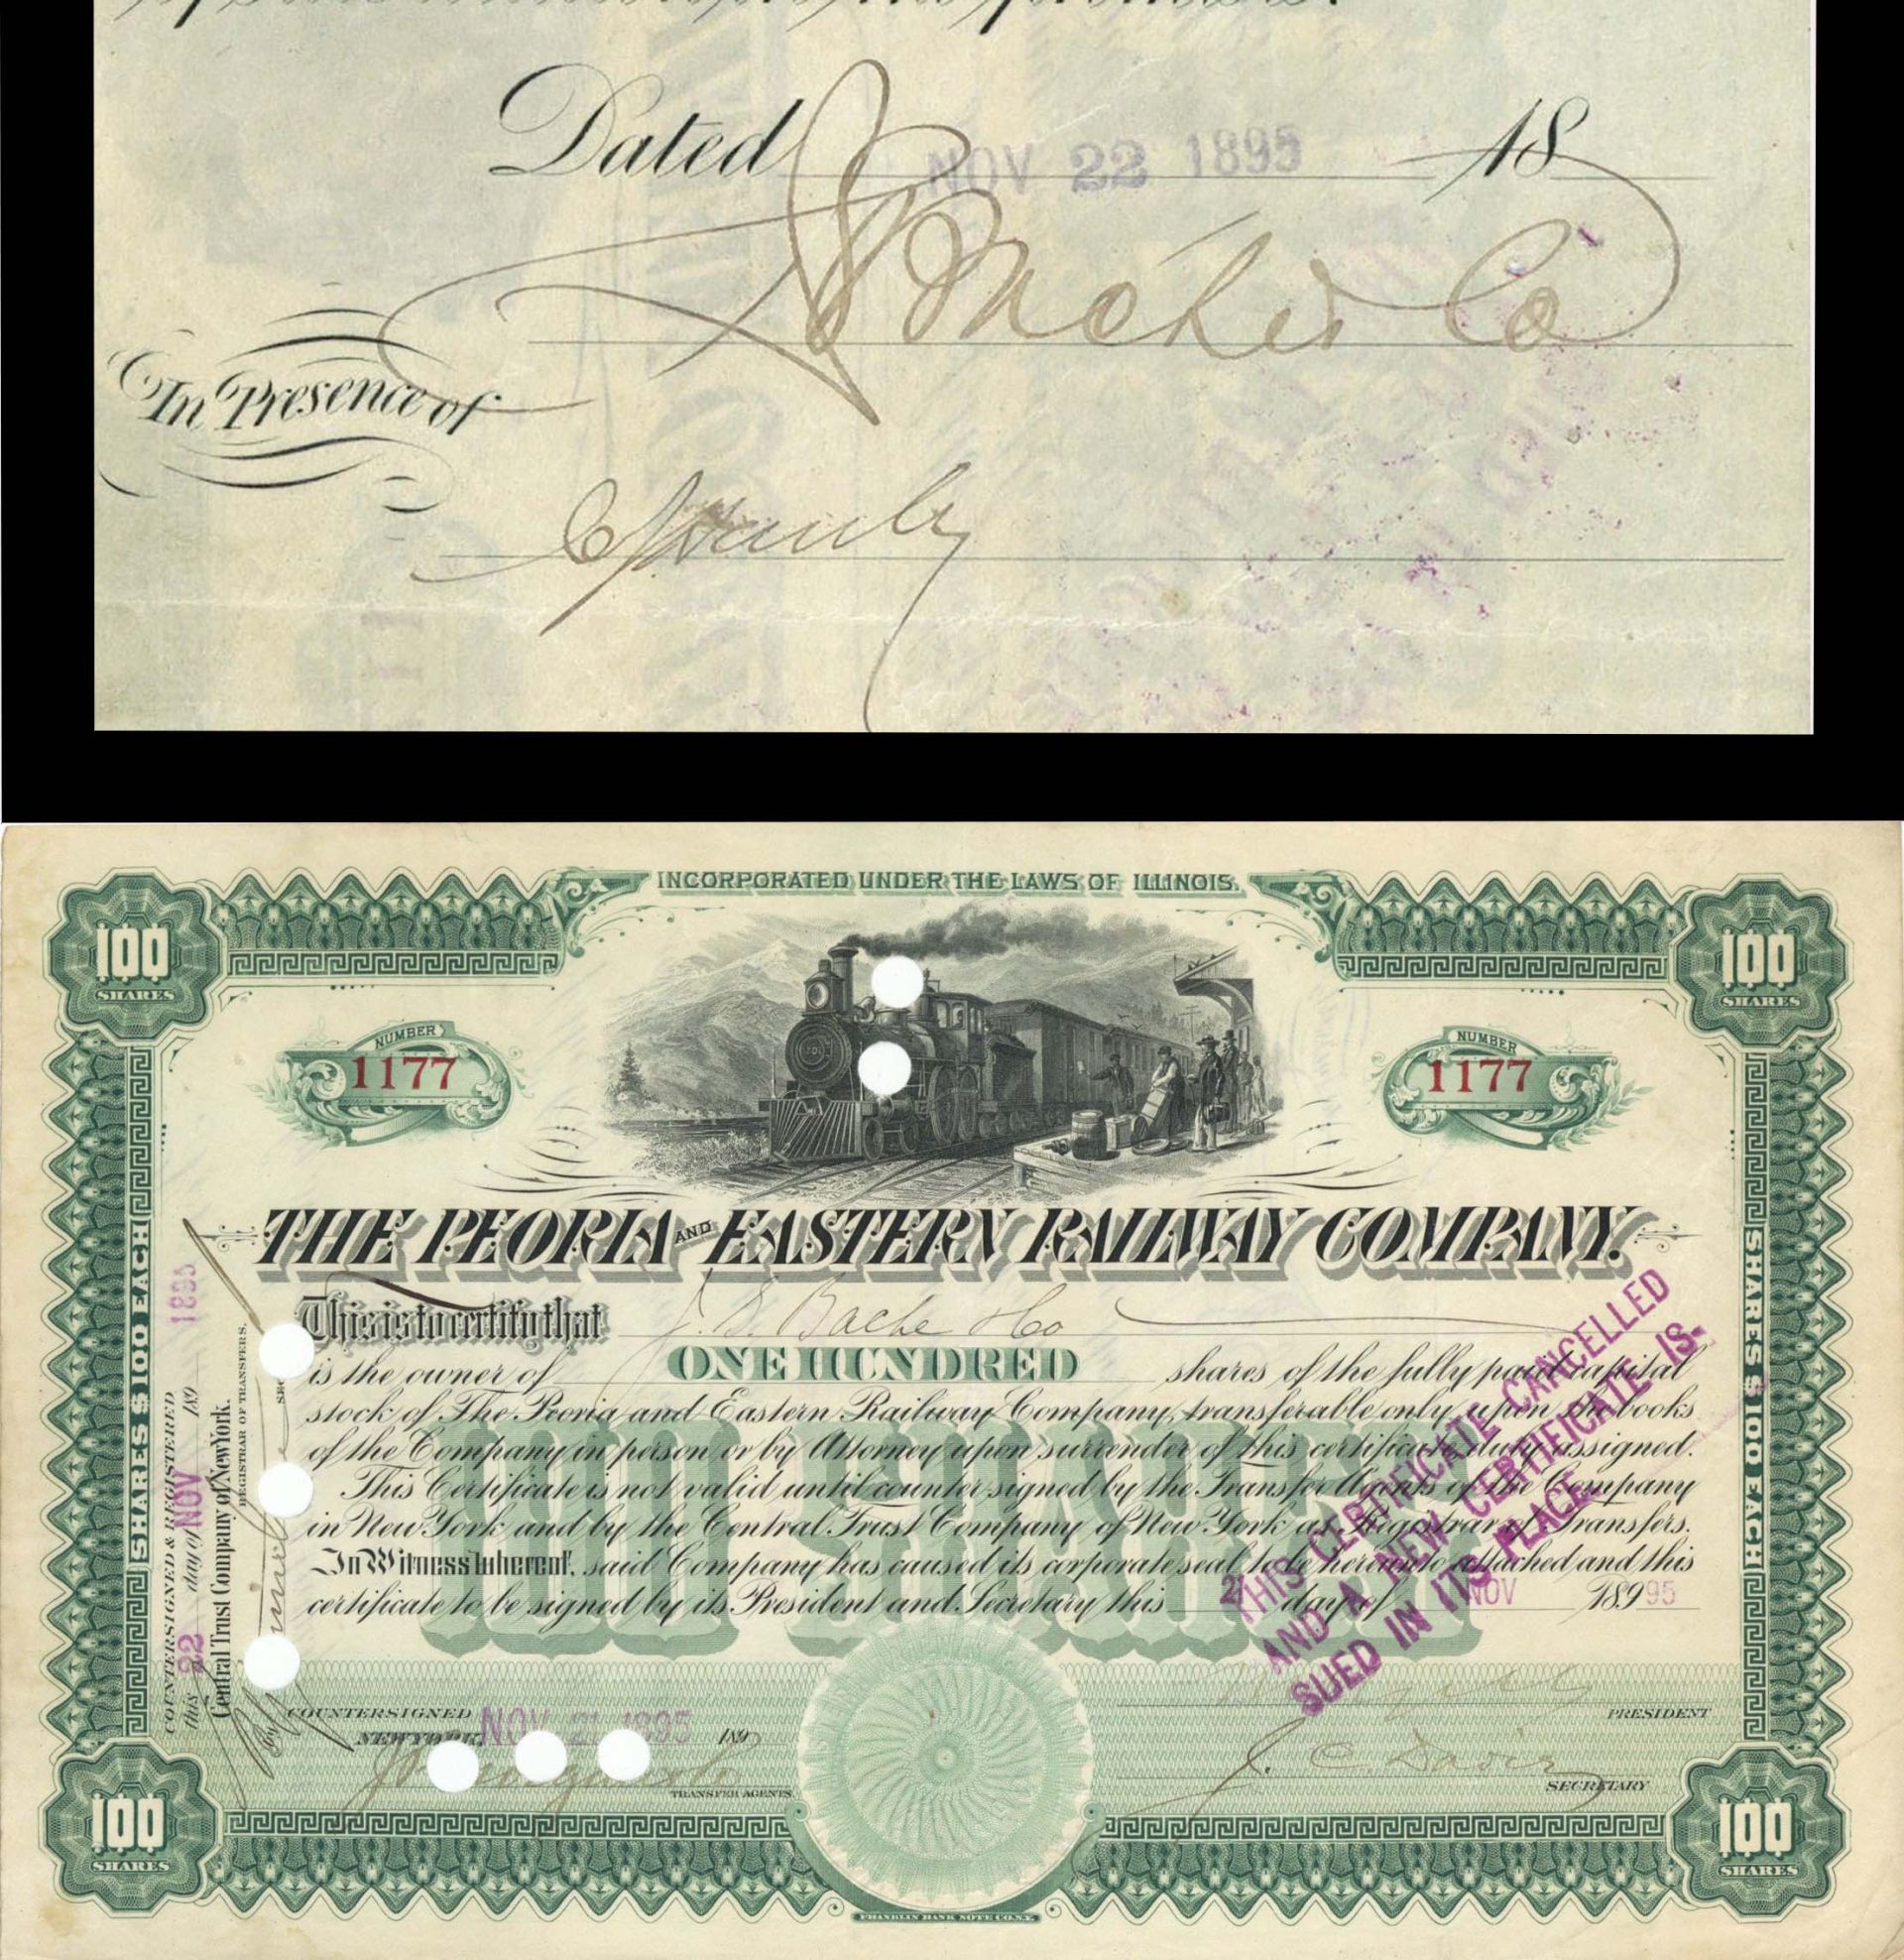 Dated NOV 22 1895 18
In Presence of
INCORPORATED UNDER THE LAWS OF ILLINOIS.
100 SHARES
100 SHARES
NUMBER 1177
NUMBER 1177
THE PEORIA AND EASTERN RAILWAY COMPANY.
This is to certify that J. S. Bache & Co
is the owner of ONE HUNDRED shares of the fully paid capital
stock of The Peoria and Eastern Railway Company, transferable only upon the books
of the Company in person or by Attorney upon surrender of this certificate duly assigned.
This Certificate is not valid until countersigned by the Transfer Agents of the Company
in New York and by the Central Trust Company of New York as Registrar of Transfers.
In Witness whereof, said Company has caused its corporate seal to be hereunto attached and this
certificate to be signed by its President and Secretary this day of NOV 18995
THIS CERTIFICATE CANCELLED
AND A NEW CERTIFICATE IS-
SUED IN ITS PLACE
COUNTERSIGNED
NEW YORK, NOV 21 1895 189
TRANSFER AGENTS.
PRESIDENT
J. C. Davis
SECRETARY
SHARES $100 EACH
COUNTERSIGNED & REGISTERED
this 22 day of NOV 189 1895
Central Trust Company of New York.
REGISTRAR OF TRANSFERS.
By
SHARES $100 EACH
100 SHARES
100 SHARES
FRANKLIN BANK NOTE CO. N.Y.